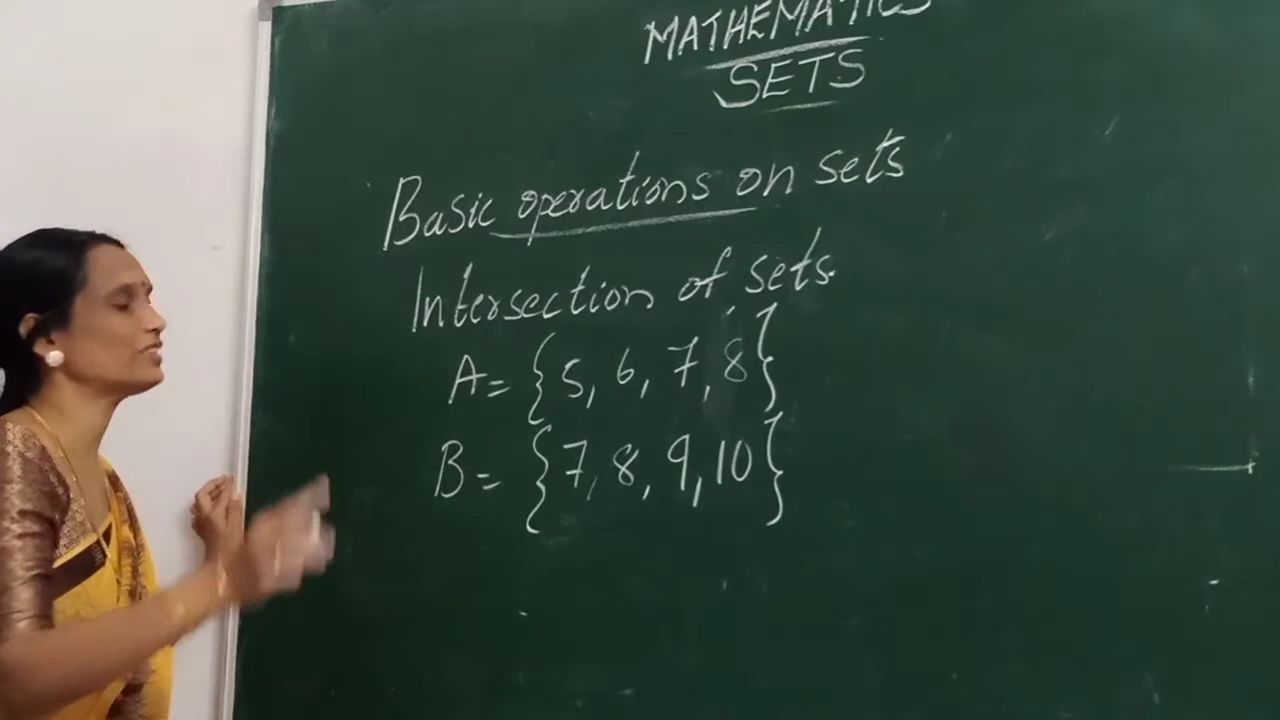 MATHEMATICS
SETS
Basic operations on sets
Intersection of sets
A= {5, 6, 7, 8}
B= {7, 8, 9, 10}